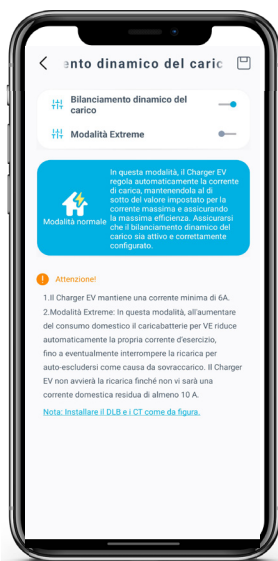 ento dinamico del caric
Bilanciamento dinamico del
carico
Modalità Extreme
In questa modalità, il Charger EV
regola automaticamente la corrente
di carica, mantenendola al di
sotto del valore impostato per la
corrente massima e assicurando
la massima efficienza. Assicurarsi
che il bilanciamento dinamico del
carico sia attivo e correttamente
configurato.
Modalità normale
Attenzione!
1.Il Charger EV mantiene una corrente minima di 6A.
2.Modalità Extreme: In questa modalità, all'aumentare
del consumo domestico il caricabatterie per VE riduce
automaticamente la propria corrente d'esercizio,
fino a eventualmente interrompere la ricarica per
auto-escludersi come causa da sovraccarico. Il Charger
EV non avvierà la ricarica finché non vi sarà una
corrente domestica residua di almeno 10 A.
Nota: Installare il DLB e i CT come da figura.